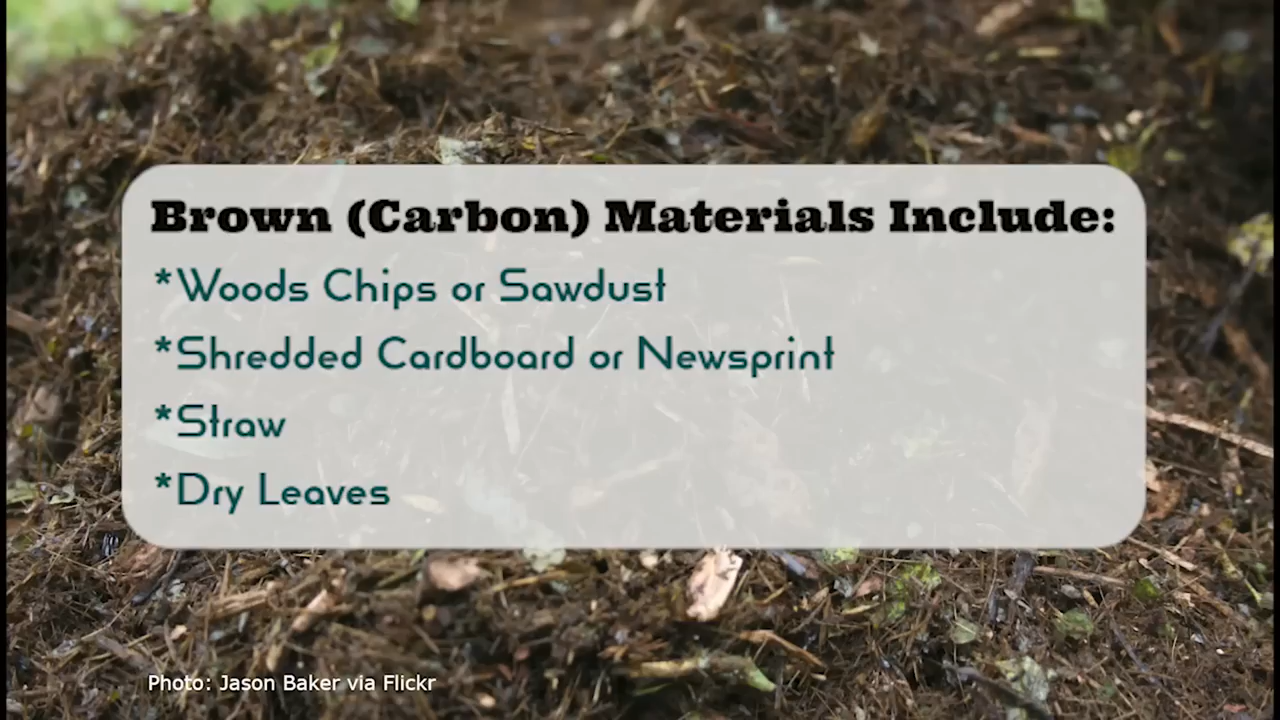 Brown (Carbon) Materials Include:
*Woods Chips or Sawdust
*Shredded Cardboard or Newsprint
*Straw
*Dry Leaves
Photo: Jason Baker via Flickr